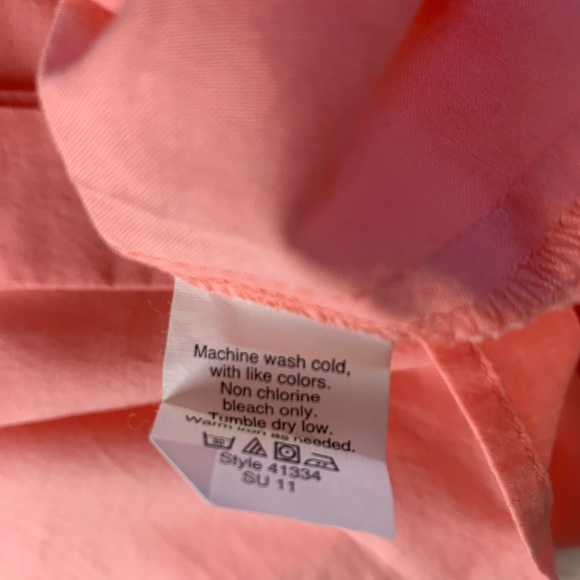 Machine wash cold,
with like colors.
Non chlorine
bleach only.
Tumble dry low.
Warm iron as needed.
30
Style 41334
SU 11